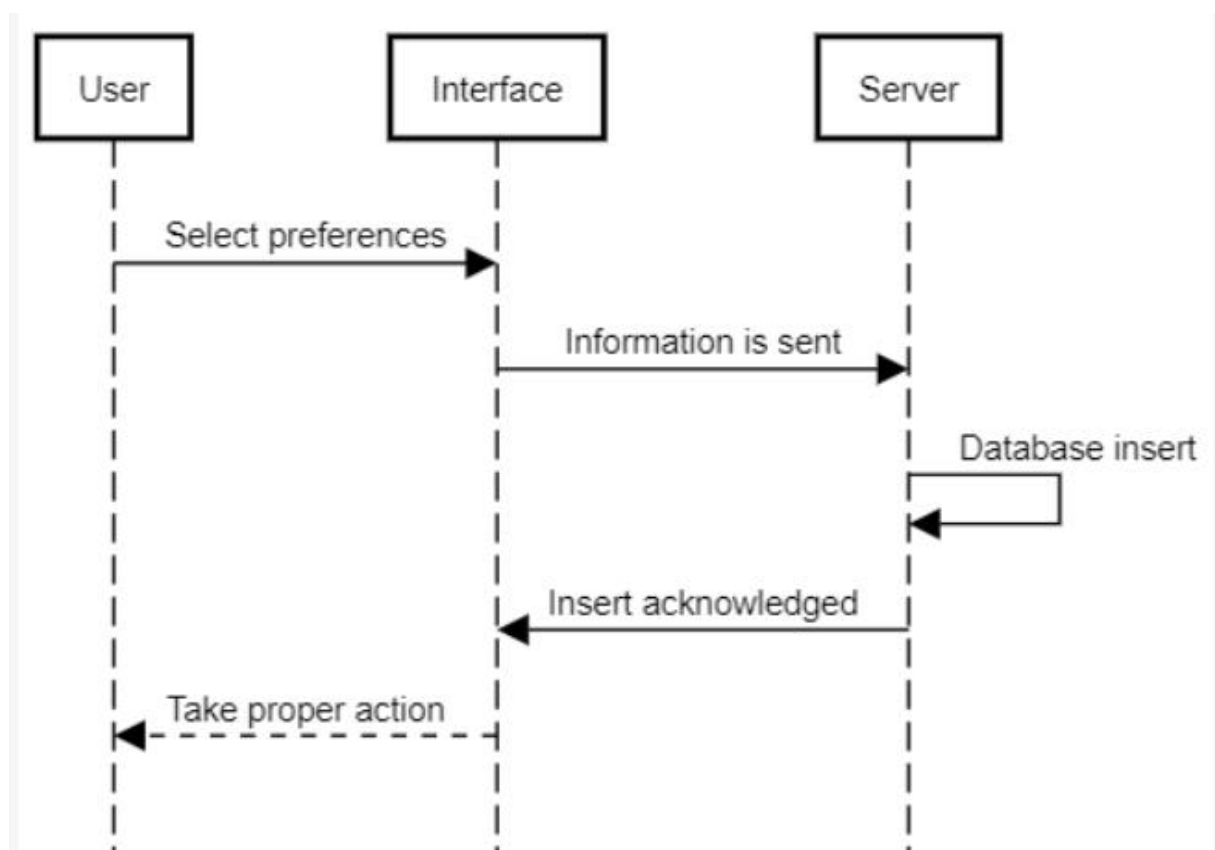 User
Interface
Server
Select preferences
Information is sent
Database insert
Insert acknowledged
Take proper action